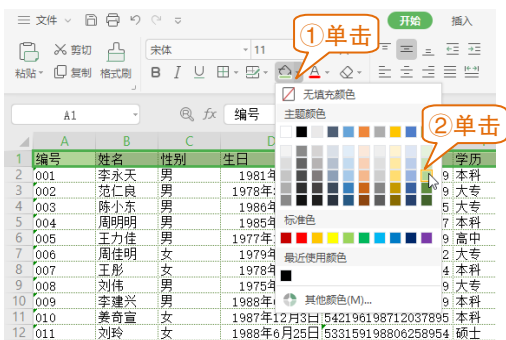 文件
开始 插入
①单击
粘贴 剪切 复制 格式刷
宋体 11
B I U A
A1 fx 编号
无填充颜色
主题颜色
②单击
标准色
最近使用颜色
其他颜色(M)...
A B C D
1 编号 姓名 性别 生日 学历
2 001 李永天 男 1981年 9 本科
3 002 范仁良 男 1978年 9 大专
4 003 陈小东 男 1986年 5 大专
5 004 周明明 男 1985年 7 本科
6 005 王力佳 男 1977年 9 高中
7 006 周佳明 女 1979年 2 大专
8 007 王彤 女 1978年 4 本科
9 008 刘伟 男 1975年 9 大专
10 009 李建兴 男 1988年 9 本科
11 010 姜奇宣 女 1987年12月3日 542196198712037895 本科
12 011 刘玲 女 1988年6月25日 533159198806258954 硕士